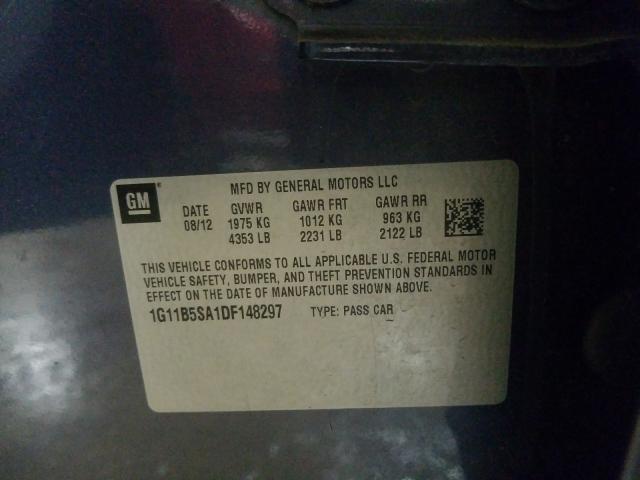 MFD BY GENERAL MOTORS LLC
GM
DATE GVWR GAWR FRT GAWR RR
08/12 1975 KG 1012 KG 963 KG
4353 LB 2231 LB 2122 LB
THIS VEHICLE CONFORMS TO ALL APPLICABLE U.S. FEDERAL MOTOR
VEHICLE SAFETY, BUMPER, AND THEFT PREVENTION STANDARDS IN
EFFECT ON THE DATE OF MANUFACTURE SHOWN ABOVE.
1G11B5SA1DF148297 TYPE: PASS CAR